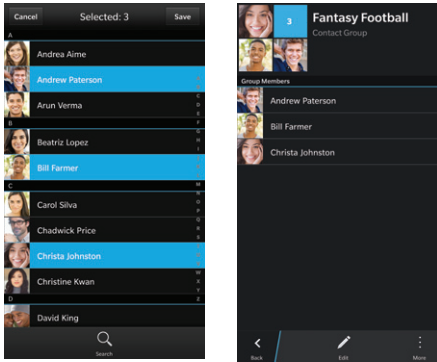 Cancel Selected: 3 Save
A
Andrea Aime
Andrew Paterson
Arun Verma
B
Beatriz Lopez
Bill Farmer
C
Carol Silva
Chadwick Price
Christa Johnston
Christine Kwan
D
David King
Search
3
Fantasy Football
Contact Group
Group Members
Andrew Paterson
Bill Farmer
Christa Johnston
Back Edit More